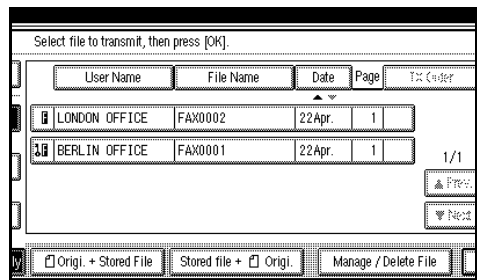 Select file to transmit, then press [OK].
User Name File Name Date Page TX Order
LONDON OFFICE FAX0002 22Apr. 1
BERLIN OFFICE FAX0001 22Apr. 1
1/1
▲ Prev.
▼ Next
Origi. + Stored File Stored file + Origi. Manage / Delete File